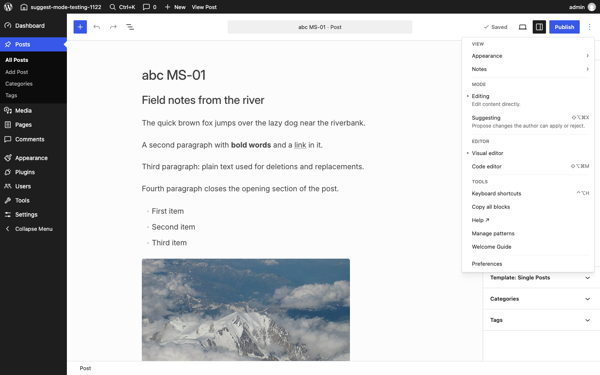 suggest-mode-testing-1122
Ctrl+K
0
New
View Post
admin
Dashboard
Posts
All Posts
Add Post
Categories
Tags
Media
Pages
Comments
Appearance
Plugins
Users
Tools
Settings
Collapse Menu
abc MS-01 · Post
Saved
Publish
abc MS-01
Field notes from the river
The quick brown fox jumps over the lazy dog near the riverbank.
A second paragraph with bold words and a link in it.
Third paragraph: plain text used for deletions and replacements.
Fourth paragraph closes the opening section of the post.
First item
Second item
Third item
VIEW
Appearance
Notes
MODE
Editing
Edit content directly.
Suggesting ⇧⌥⌘X
Propose changes the author can apply or reject.
EDITOR
Visual editor
Code editor ⇧⌥⌘M
TOOLS
Keyboard shortcuts ⌃⌥H
Copy all blocks
Help ↗
Manage patterns
Welcome Guide
Preferences
Template: Single Posts
Categories
Tags
Post